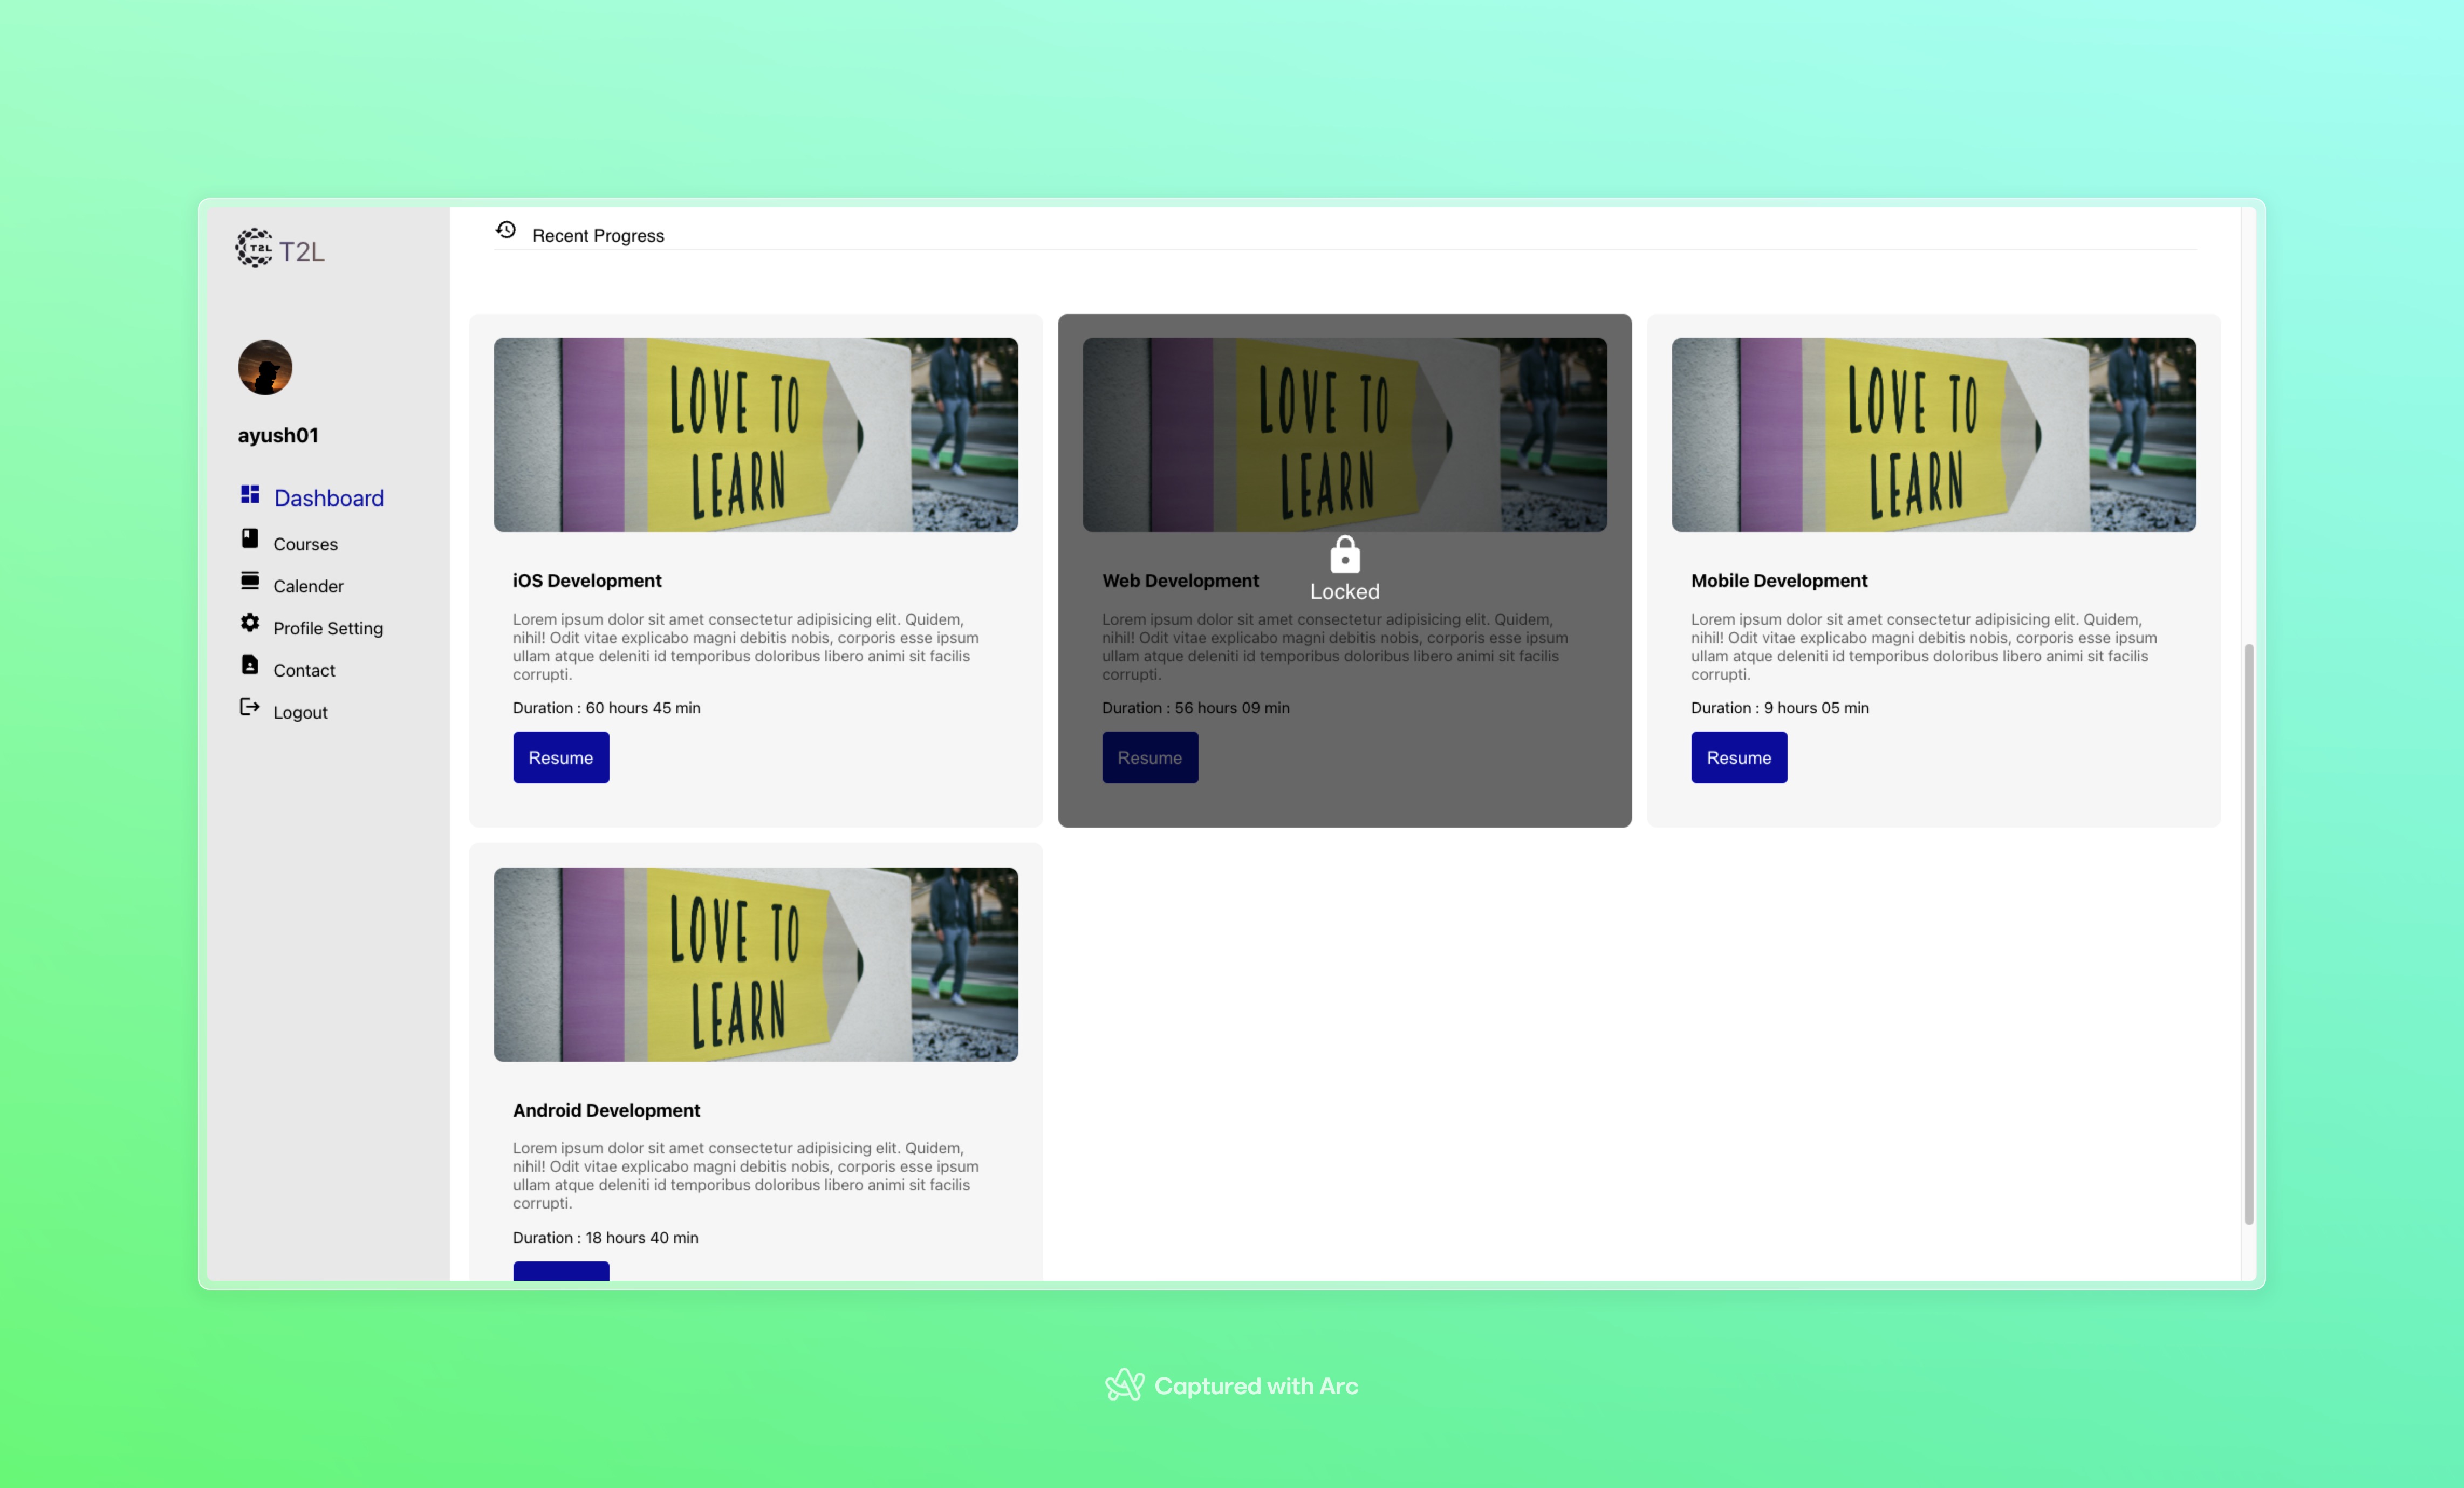 T2L
T2L
ayush01
Dashboard
Courses
Calender
Profile Setting
Contact
Logout
Recent Progress
LOVE TO
LEARN
iOS Development
Lorem ipsum dolor sit amet consectetur adipisicing elit. Quidem,
nihil! Odit vitae explicabo magni debitis nobis, corporis esse ipsum
ullam atque deleniti id temporibus doloribus libero animi sit facilis
corrupti.
Duration : 60 hours 45 min
Resume
LOVE TO
LEARN
Locked
Web Development
Lorem ipsum dolor sit amet consectetur adipisicing elit. Quidem,
nihil! Odit vitae explicabo magni debitis nobis, corporis esse ipsum
ullam atque deleniti id temporibus doloribus libero animi sit facilis
corrupti.
Duration : 56 hours 09 min
Resume
LOVE TO
LEARN
Mobile Development
Lorem ipsum dolor sit amet consectetur adipisicing elit. Quidem,
nihil! Odit vitae explicabo magni debitis nobis, corporis esse ipsum
ullam atque deleniti id temporibus doloribus libero animi sit facilis
corrupti.
Duration : 9 hours 05 min
Resume
LOVE TO
LEARN
Android Development
Lorem ipsum dolor sit amet consectetur adipisicing elit. Quidem,
nihil! Odit vitae explicabo magni debitis nobis, corporis esse ipsum
ullam atque deleniti id temporibus doloribus libero animi sit facilis
corrupti.
Duration : 18 hours 40 min
Captured with Arc